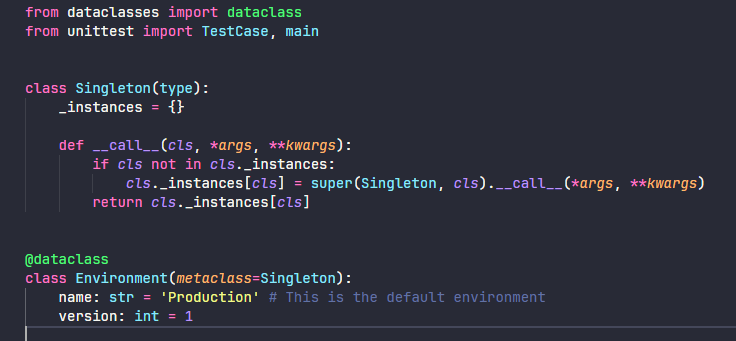 from dataclasses import dataclass
from unittest import TestCase, main
class Singleton(type):
    _instances = {}
    def __call__(cls, *args, **kwargs):
        if cls not in cls._instances:
            cls._instances[cls] = super(Singleton, cls).__call__(*args, **kwargs)
        return cls._instances[cls]
@dataclass
class Environment(metaclass=Singleton):
    name: str = 'Production' # This is the default environment
    version: int = 1